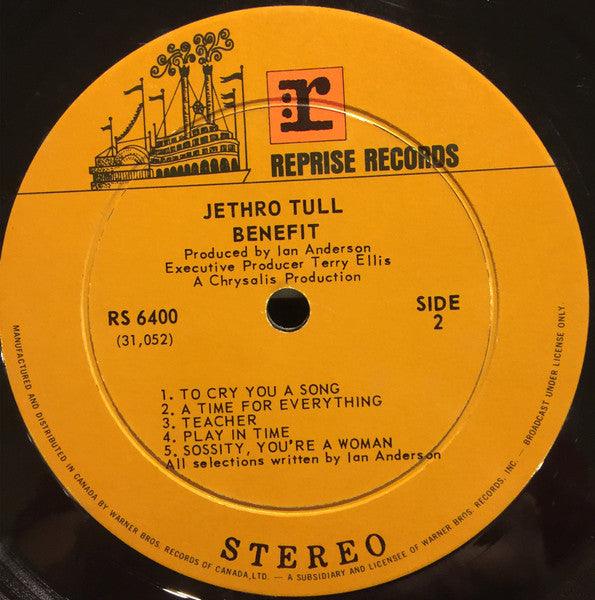 r
REPRISE RECORDS
JETHRO TULL
BENEFIT
Produced by Ian Anderson
Executive Producer Terry Ellis
A Chrysalis Production
RS 6400
(31,052)
SIDE
2
1. TO CRY YOU A SONG
2. A TIME FOR EVERYTHING
3. TEACHER
4. PLAY IN TIME
5. SOSSITY, YOU'RE A WOMAN
All selections written by Ian Anderson
STEREO
MANUFACTURED AND DISTRIBUTED IN CANADA BY WARNER BROS. RECORDS OF CANADA, LTD. — A SUBSIDIARY AND LICENSEE OF WARNER BROS. RECORDS, INC. — BROADCAST UNDER LICENSE ONLY.